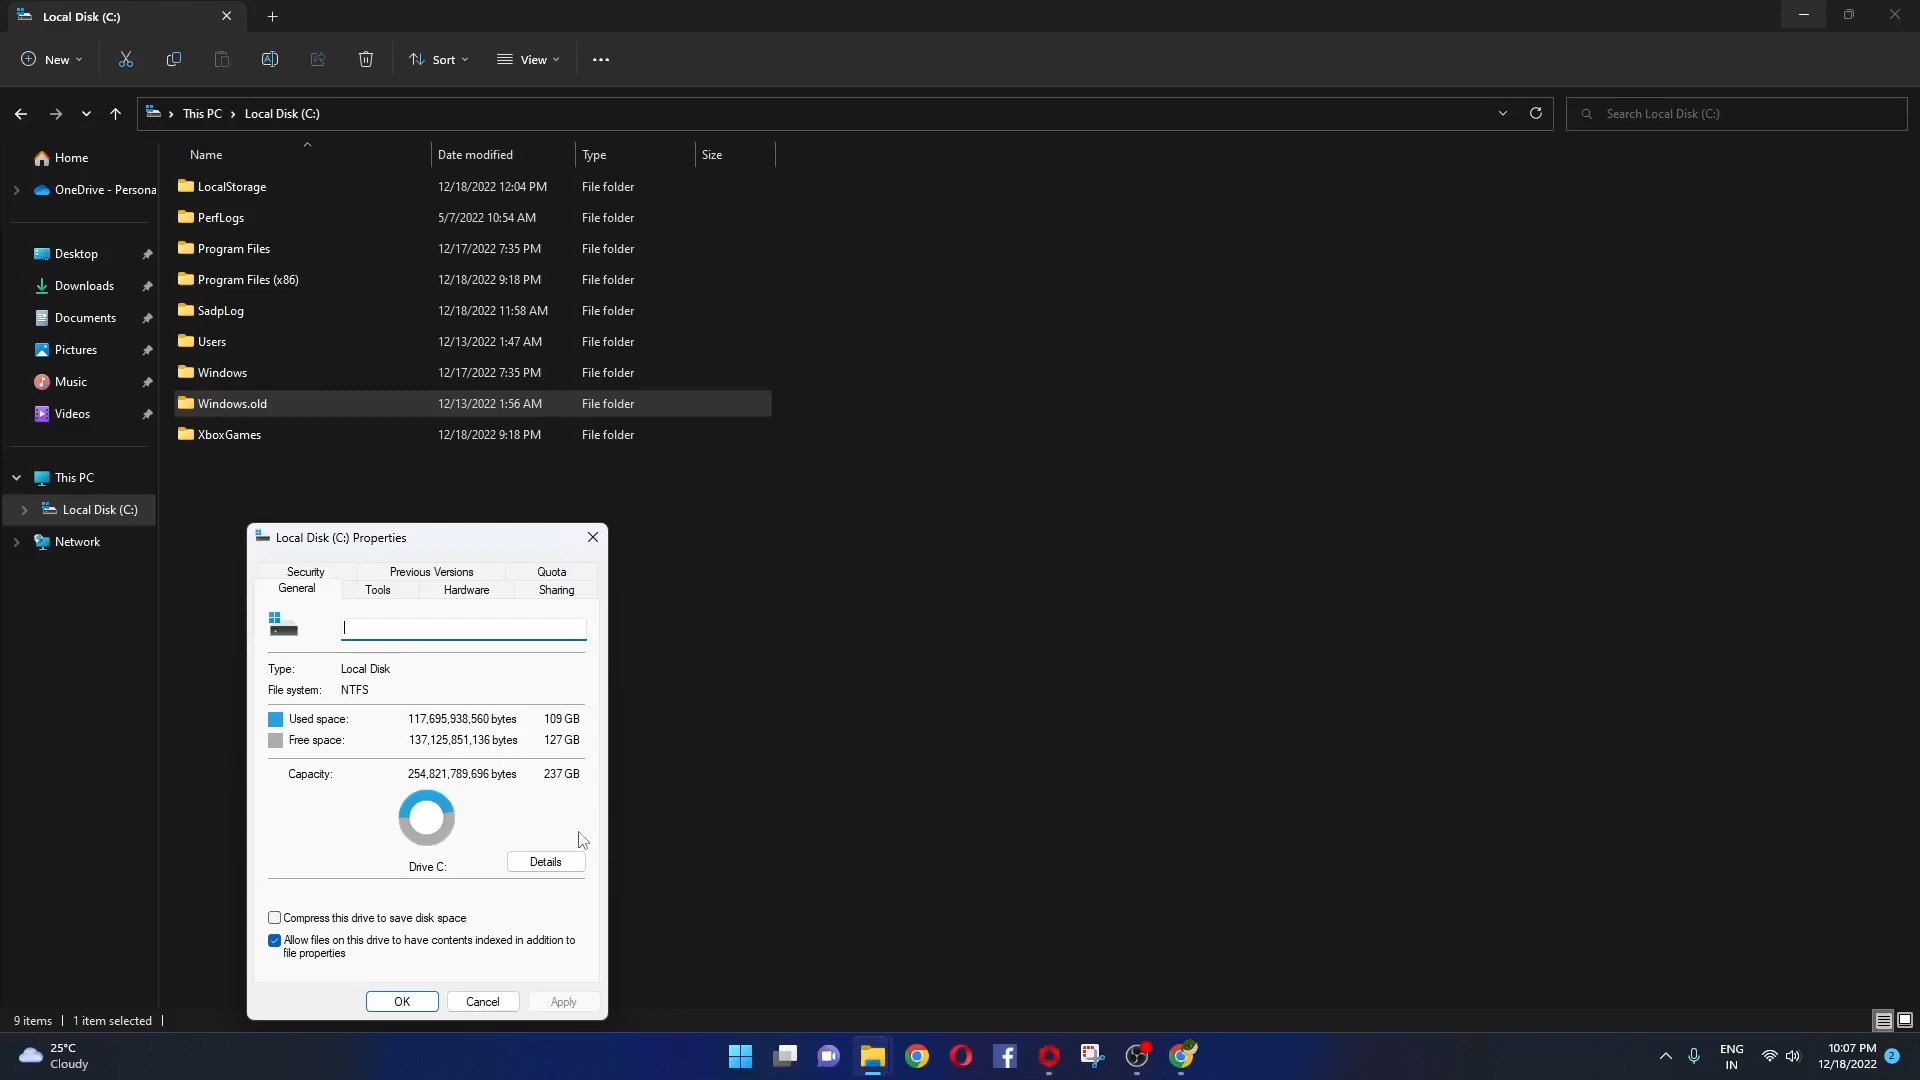 Local Disk (C:)
New
Sort
View
This PC
Local Disk (C:)
Search Local Disk (C:)
Name
Date modified
Type
Size
Home
OneDrive - Persona
Desktop
Downloads
Documents
Pictures
Music
Videos
This PC
Local Disk (C:)
Network
LocalStorage 12/18/2022 12:04 PM File folder
PerfLogs 5/7/2022 10:54 AM File folder
Program Files 12/17/2022 7:35 PM File folder
Program Files (x86) 12/18/2022 9:18 PM File folder
SadpLog 12/18/2022 11:58 AM File folder
Users 12/13/2022 1:47 AM File folder
Windows 12/17/2022 7:35 PM File folder
Windows.old 12/13/2022 1:56 AM File folder
XboxGames 12/18/2022 9:18 PM File folder
Local Disk (C:) Properties
Security Previous Versions Quota
General Tools Hardware Sharing
Type: Local Disk
File system: NTFS
Used space: 117,695,938,560 bytes 109 GB
Free space: 137,125,851,136 bytes 127 GB
Capacity: 254,821,789,696 bytes 237 GB
Drive C:
Details
Compress this drive to save disk space
Allow files on this drive to have contents indexed in addition to
file properties
OK Cancel Apply
9 items 1 item selected
25°C
Cloudy
ENG
IN
10:07 PM
12/18/2022
2